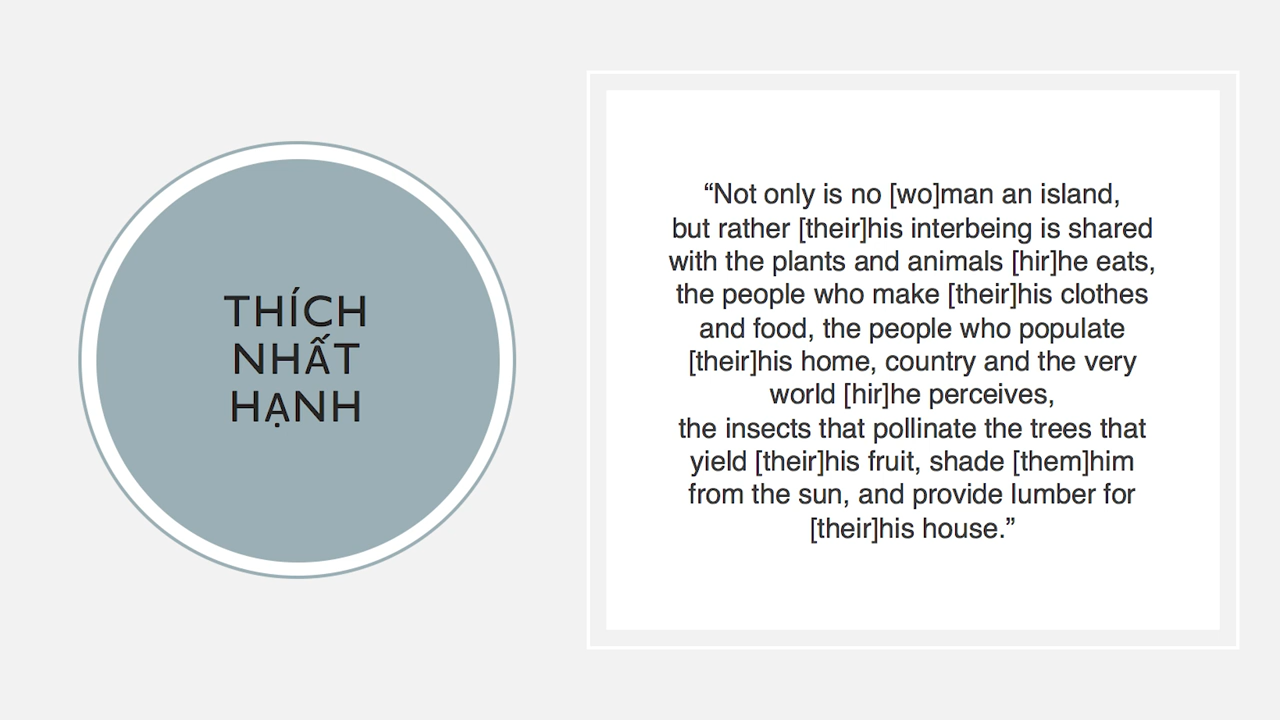 THÍCH
NHẤT
HẠNH
“Not only is no [wo]man an island,
but rather [their]his interbeing is shared
with the plants and animals [hir]he eats,
the people who make [their]his clothes
and food, the people who populate
[their]his home, country and the very
world [hir]he perceives,
the insects that pollinate the trees that
yield [their]his fruit, shade [them]him
from the sun, and provide lumber for
[their]his house.”